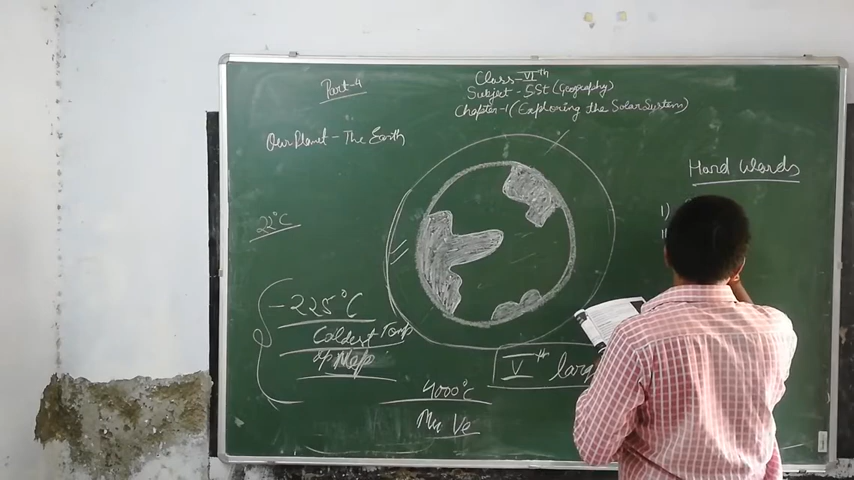 Part-4
Class-VIth
Subject - SSt (Geography)
Chapter-1 (Exploring the Solar System)
Our Planet - The Earth
Hard Words
1)
22°C
-225°C
Coldest Temp
4000°C
Vth larg